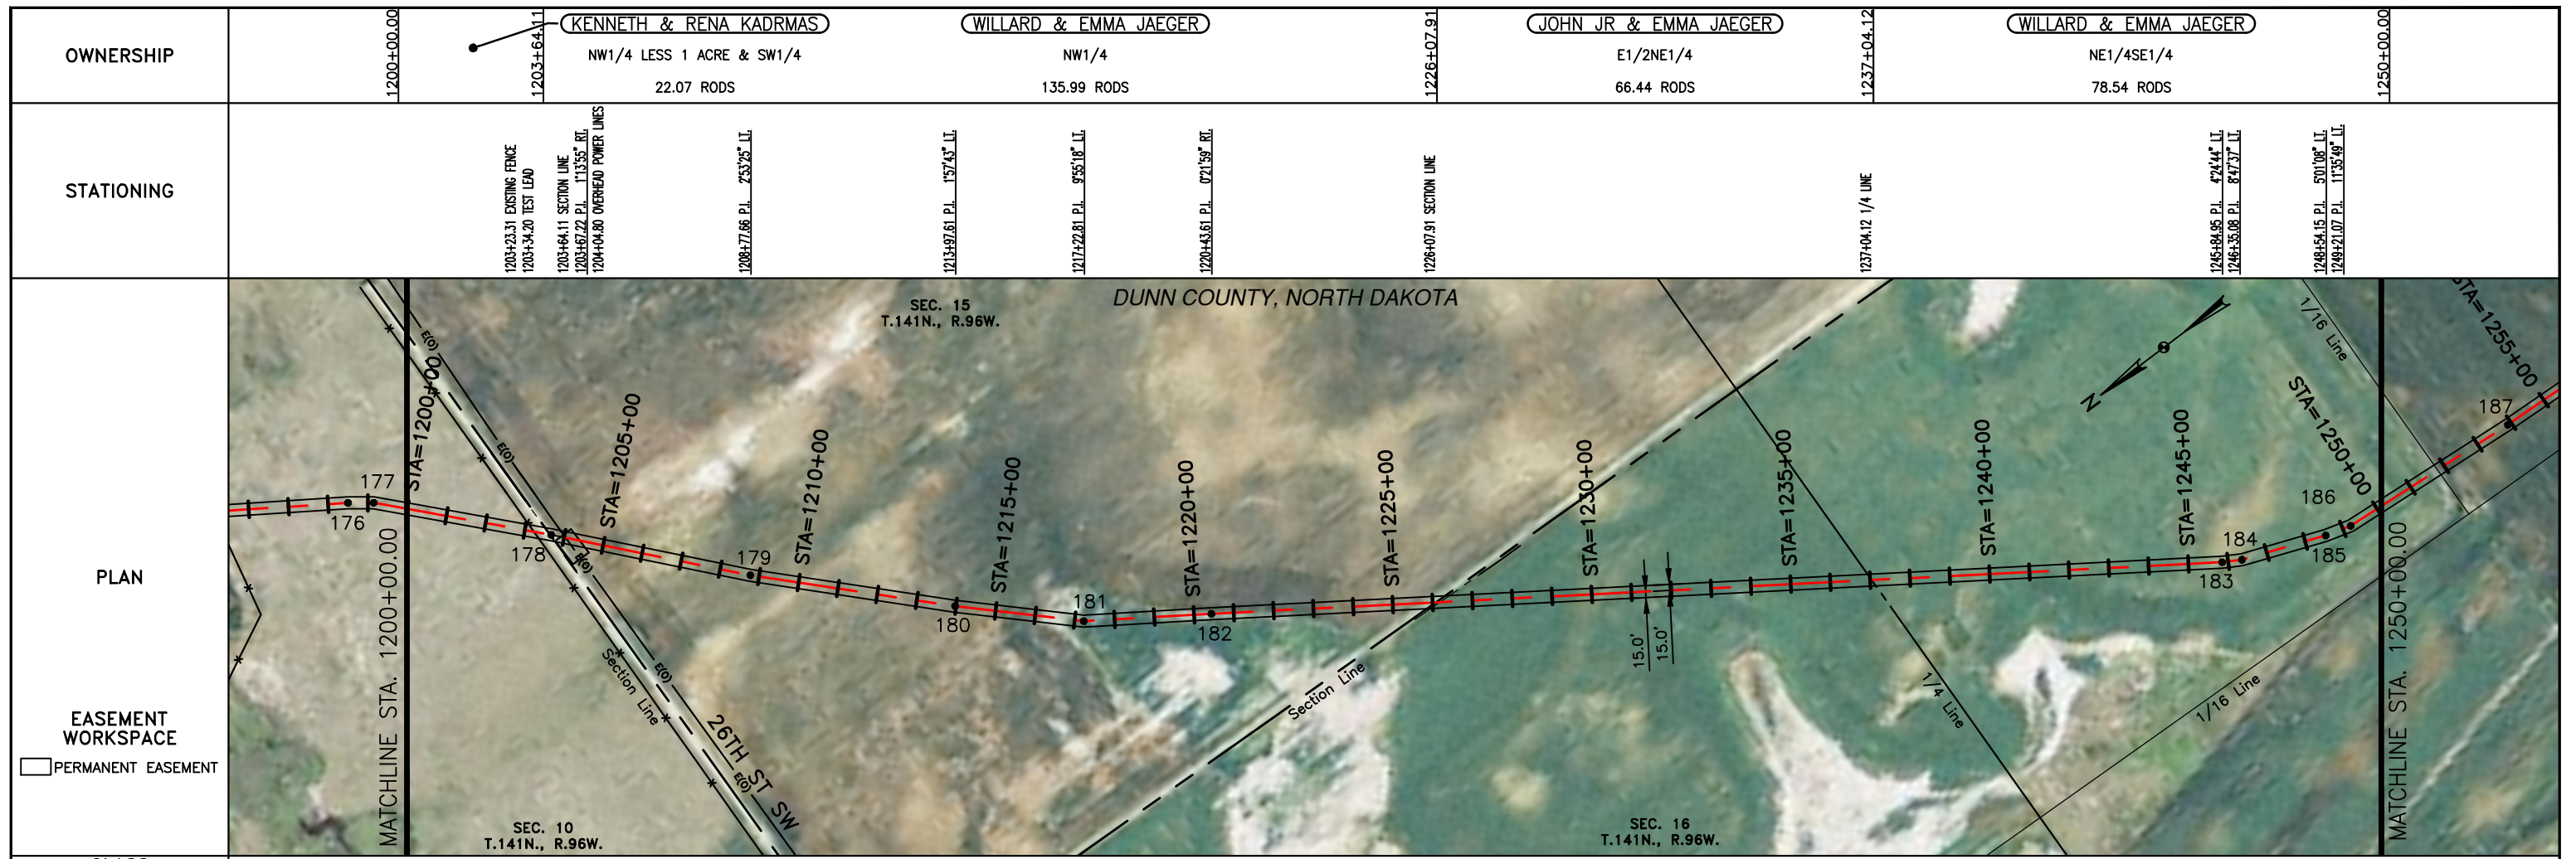 OWNERSHIP
1200+00.00
1203+64.11
KENNETH & RENA KADRMAS
NW1/4 LESS 1 ACRE & SW1/4
22.07 RODS
WILLARD & EMMA JAEGER
NW1/4
135.99 RODS
1226+07.91
JOHN JR & EMMA JAEGER
E1/2NE1/4
66.44 RODS
1237+04.12
WILLARD & EMMA JAEGER
NE1/4SE1/4
78.54 RODS
1250+00.00
STATIONING
1203+23.31 EXISTING FENCE
1203+34.20 TEST LEAD
1203+64.11 SECTION LINE
1203+67.22 P.I. 1°13'55" RT.
1204+04.80 OVERHEAD POWER LINES
1208+77.66 P.I. 2°53'25" LT.
1213+97.61 P.I. 1°57'43" LT.
1217+22.81 P.I. 9°55'18" LT.
1220+43.61 P.I. 0°21'59" RT.
1226+07.91 SECTION LINE
1237+04.12 1/4 LINE
1245+84.95 P.I. 4°24'44" LT.
1246+35.08 P.I. 8°47'37" LT.
1248+54.15 P.I. 5°01'08" LT.
1249+21.07 P.I. 11°35'49" LT.
PLAN
EASEMENT
WORKSPACE
PERMANENT EASEMENT
DUNN COUNTY, NORTH DAKOTA
SEC. 15
T.141N., R.96W.
E(O)
E(O)
E(O)
E(O)
E(O)
STA=1200+00
STA=1205+00
STA=1210+00
STA=1215+00
STA=1220+00
STA=1225+00
STA=1230+00
STA=1235+00
STA=1240+00
STA=1245+00
STA=1250+00
STA=1255+00
N
1/16 Line
176
177
178
179
180
181
182
183
184
185
186
187
15.0'
15.0'
Section Line
Section Line
1/4 Line
1/16 Line
26TH ST SW
MATCHLINE STA. 1200+00.00
MATCHLINE STA. 1250+00.00
SEC. 10
T.141N., R.96W.
SEC. 16
T.141N., R.96W.